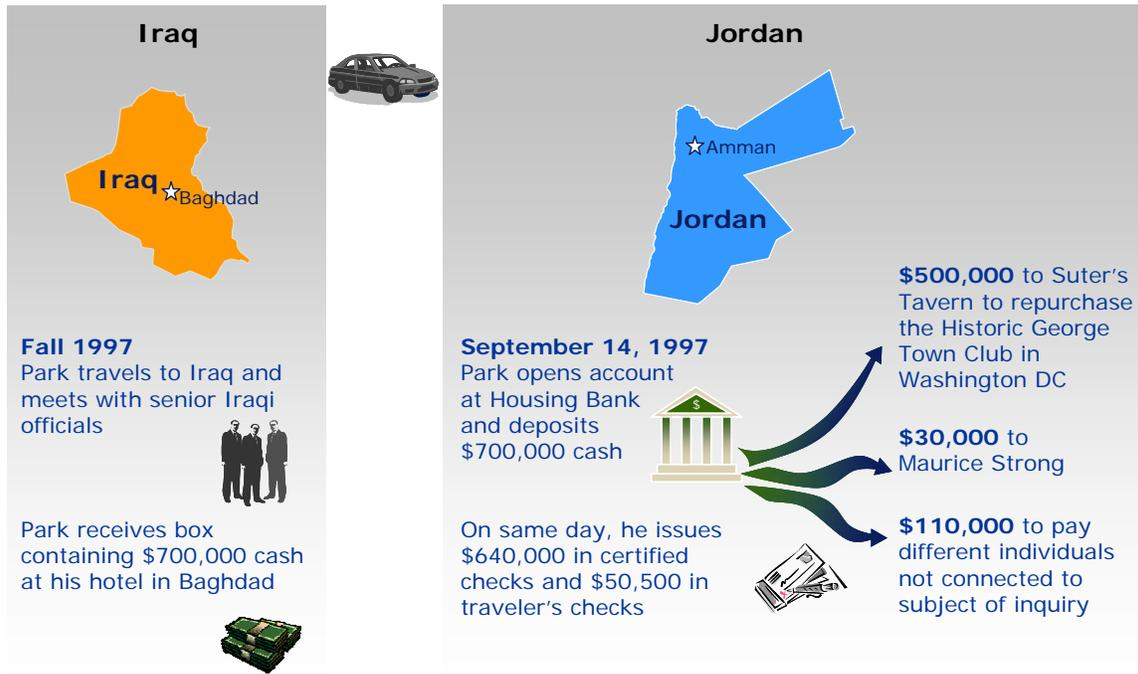 Iraq
Iraq
Baghdad
Fall 1997
Park travels to Iraq and
meets with senior Iraqi
officials
Park receives box
containing $700,000 cash
at his hotel in Baghdad
Jordan
Amman
Jordan
September 14, 1997
Park opens account
at Housing Bank
and deposits
$700,000 cash
$
On same day, he issues
$640,000 in certified
checks and $50,500 in
traveler's checks
$500,000 to Suter's
Tavern to repurchase
the Historic George
Town Club in
Washington DC
$30,000 to
Maurice Strong
$110,000 to pay
different individuals
not connected to
subject of inquiry